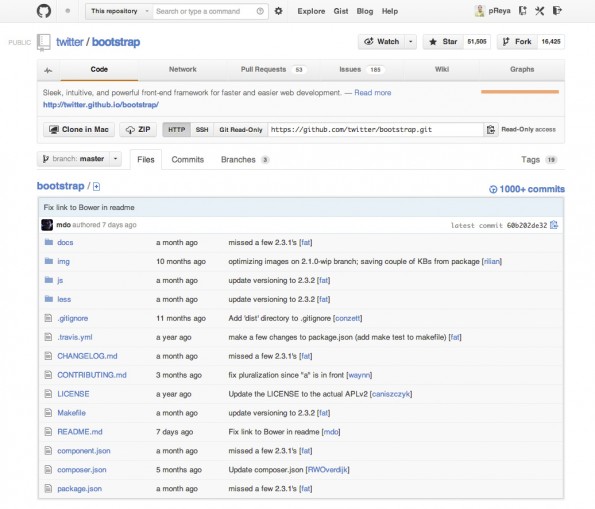 This repository Search or type a command Explore Gist Blog Help pReya
PUBLIC twitter / bootstrap Watch Star 51,505 Fork 16,425
Code Network Pull Requests 53 Issues 185 Wiki Graphs
Sleek, intuitive, and powerful front-end framework for faster and easier web development. — Read more
http://twitter.github.io/bootstrap/
Clone in Mac ZIP HTTP SSH Git Read-Only https://github.com/twitter/bootstrap.git Read-Only access
branch: master Files Commits Branches 3 Tags 19
bootstrap / 1000+ commits
Fix link to Bower in readme
mdo authored 7 days ago latest commit 60b202de32
docs a month ago missed a few 2.3.1's [fat]
img 10 months ago optimizing images on 2.1.0-wip branch; saving couple of KBs from package [rilian]
js a month ago update versioning to 2.3.2 [fat]
less a month ago update versioning to 2.3.2 [fat]
.gitignore 11 months ago Add 'dist' directory to .gitignore [conzett]
.travis.yml a year ago make a few changes to package.json (add make test to makefile) [fat]
CHANGELOG.md a month ago missed a few 2.3.1's [fat]
CONTRIBUTING.md 3 months ago fix pluralization since "a" is in front [waynn]
LICENSE a year ago Update the LICENSE to the actual APLv2 [caniszczyk]
Makefile a month ago update versioning to 2.3.2 [fat]
README.md 7 days ago Fix link to Bower in readme [mdo]
component.json a month ago missed a few 2.3.1's [fat]
composer.json 5 months ago Update composer.json [RWOverdijk]
package.json a month ago missed a few 2.3.1's [fat]